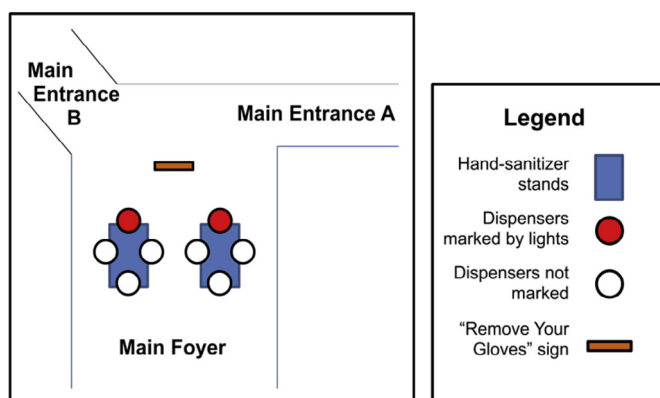 Main
Entrance
B
Main Entrance A
Main Foyer
Legend
Hand-sanitizer
stands
Dispensers
marked by lights
Dispensers not
marked
“Remove Your
Gloves” sign